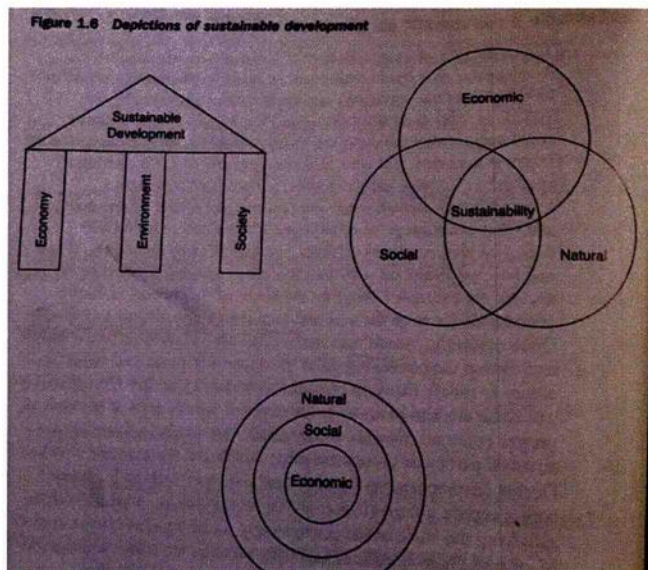 Figure 1.6 Depictions of sustainable development
Sustainable
Development
Economy
Environment
Society
Economic
Sustainability
Social
Natural
Natural
Social
Economic